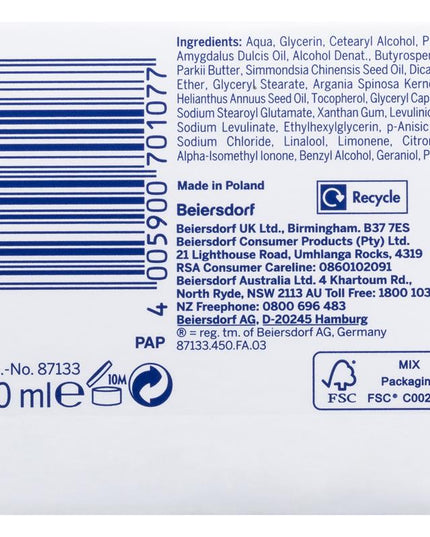 Ingredients: Aqua, Glycerin, Cetearyl Alcohol, P
Amygdalus Dulcis Oil, Alcohol Denat., Butyrosper
Parkii Butter, Simmondsia Chinensis Seed Oil, Dica
Ether, Glyceryl Stearate, Argania Spinosa Kerne
Helianthus Annuus Seed Oil, Tocopherol, Glyceryl Cap
Sodium Stearoyl Glutamate, Xanthan Gum, Levulinic
Sodium Levulinate, Ethylhexylglycerin, p-Anisic
Sodium Chloride, Linalool, Limonene, Citron
Alpha-Isomethyl Ionone, Benzyl Alcohol, Geraniol, P
Made in Poland
Recycle
Beiersdorf
Beiersdorf UK Ltd., Birmingham. B37 7ES
Beiersdorf Consumer Products (Pty) Ltd.
21 Lighthouse Road, Umhlanga Rocks, 4319
RSA Consumer Careline: 0860102091
Beiersdorf Australia Ltd. 4 Khartoum Rd.,
North Ryde, NSW 2113 AU Toll Free: 1800 103
NZ Freephone: 0800 696 483
Beiersdorf AG, D-20245 Hamburg
® = reg. tm. of Beiersdorf AG, Germany
87133.450.FA.03
4 005900 701077
PAP
.-No. 87133
0 ml e
10M
FSC
MIX
Packagin
FSC® C002